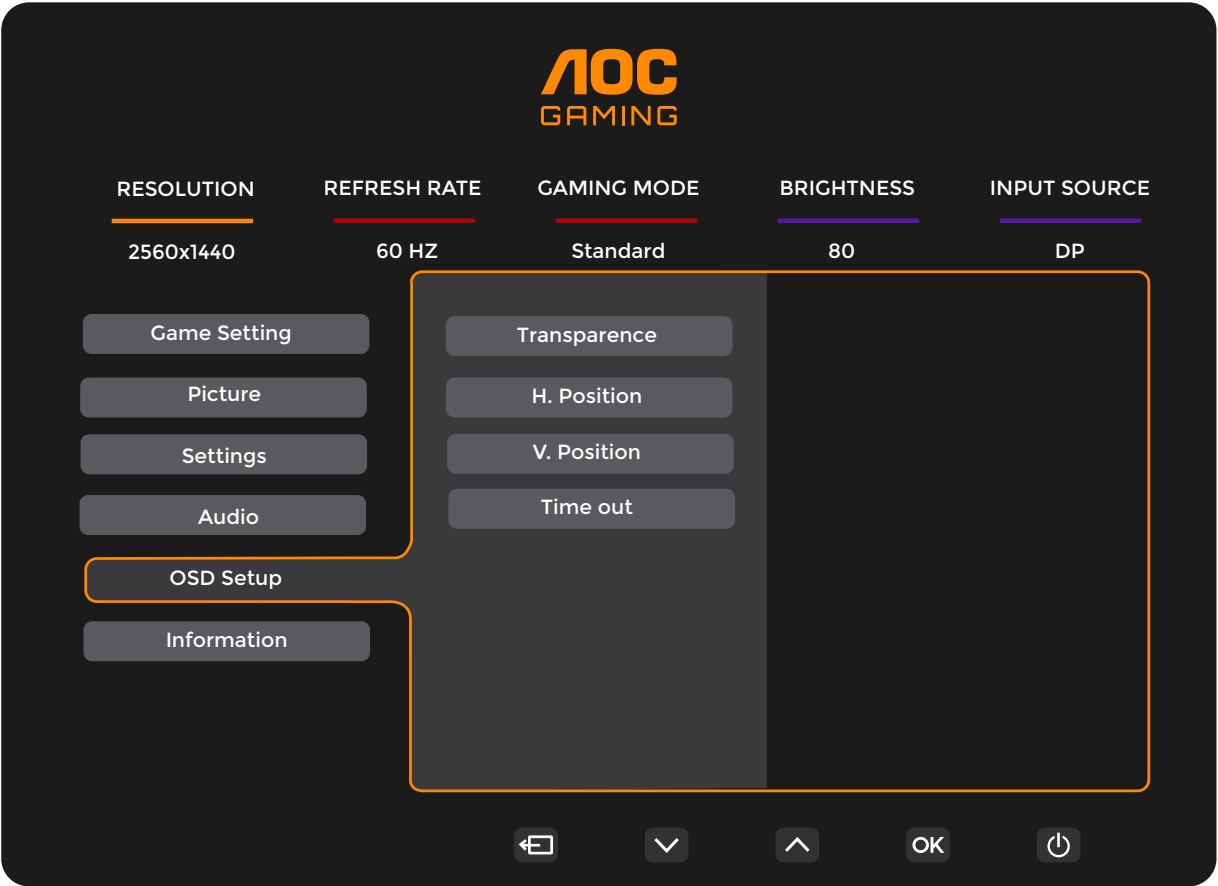 AOC
GAMING
RESOLUTION REFRESH RATE GAMING MODE BRIGHTNESS INPUT SOURCE
2560x1440 60 HZ Standard 80 DP
Game Setting Transparence
Picture H. Position
Settings V. Position
Audio Time out
OSD Setup
Information
OK